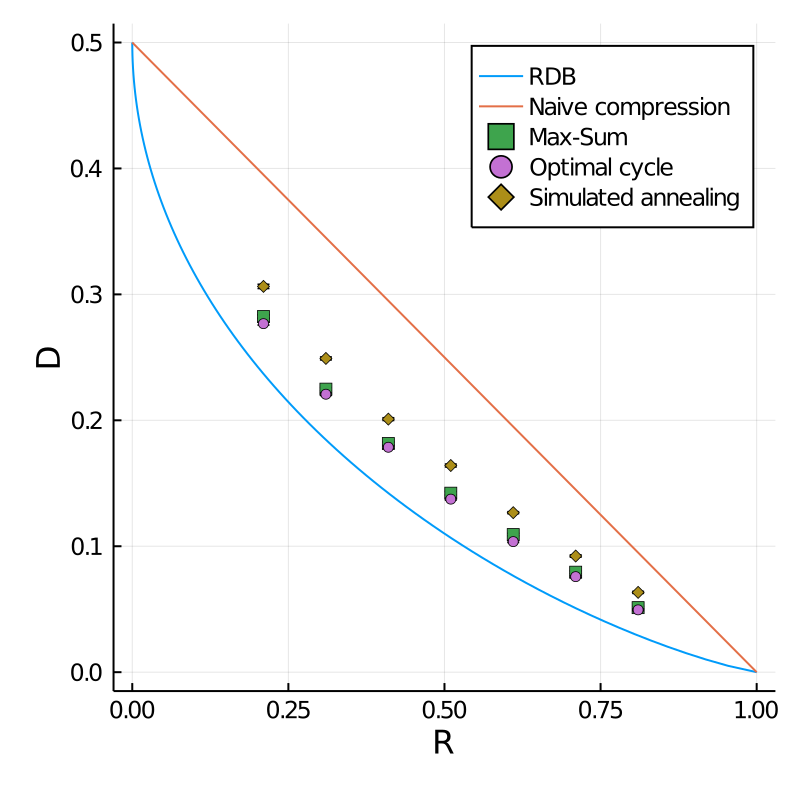 0.5
0.4
0.3
0.2
0.1
0.0
D
0.00
0.25
0.50
0.75
1.00
R
RDB
Naive compression
Max-Sum
Optimal cycle
Simulated annealing